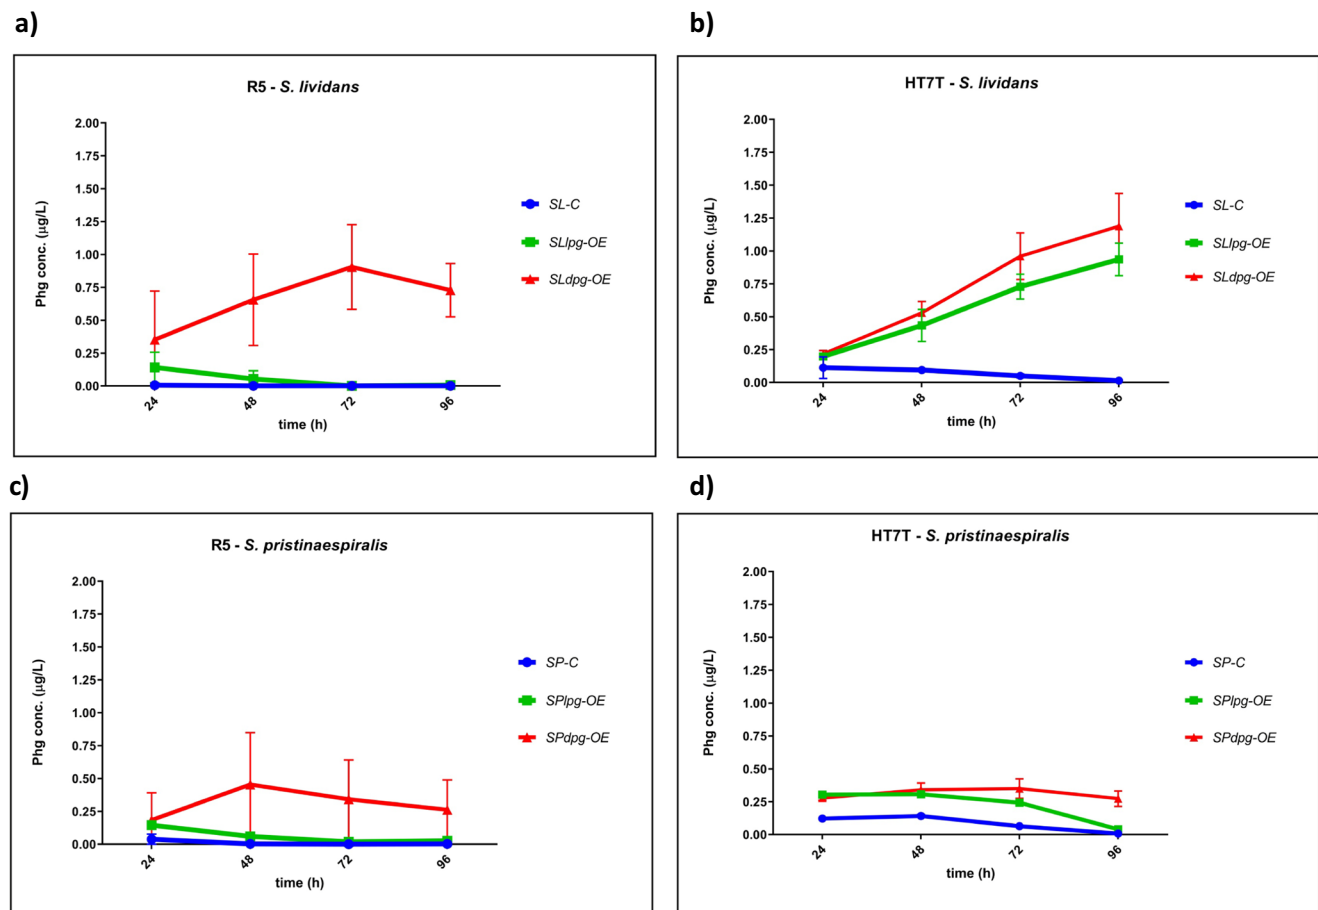 a)
R5 - S. lividans
Phg conc. (µg/L)
2.00
1.75
1.50
1.25
1.00
0.75
0.50
0.25
0.00
24
48
72
96
time (h)
SL-C
SLlpg-OE
SLdpg-OE
b)
HT7T - S. lividans
Phg conc. (µg/L)
2.00
1.75
1.50
1.25
1.00
0.75
0.50
0.25
0.00
24
48
72
96
time (h)
SL-C
SLlpg-OE
SLdpg-OE
c)
R5 - S. pristinaespiralis
Phg conc. (µg/L)
2.00
1.75
1.50
1.25
1.00
0.75
0.50
0.25
0.00
24
48
72
96
time (h)
SP-C
SPlpg-OE
SPdpg-OE
d)
HT7T - S. pristinaespiralis
Phg conc. (µg/L)
2.00
1.75
1.50
1.25
1.00
0.75
0.50
0.25
0.00
24
48
72
96
time (h)
SP-C
SPlpg-OE
SPdpg-OE